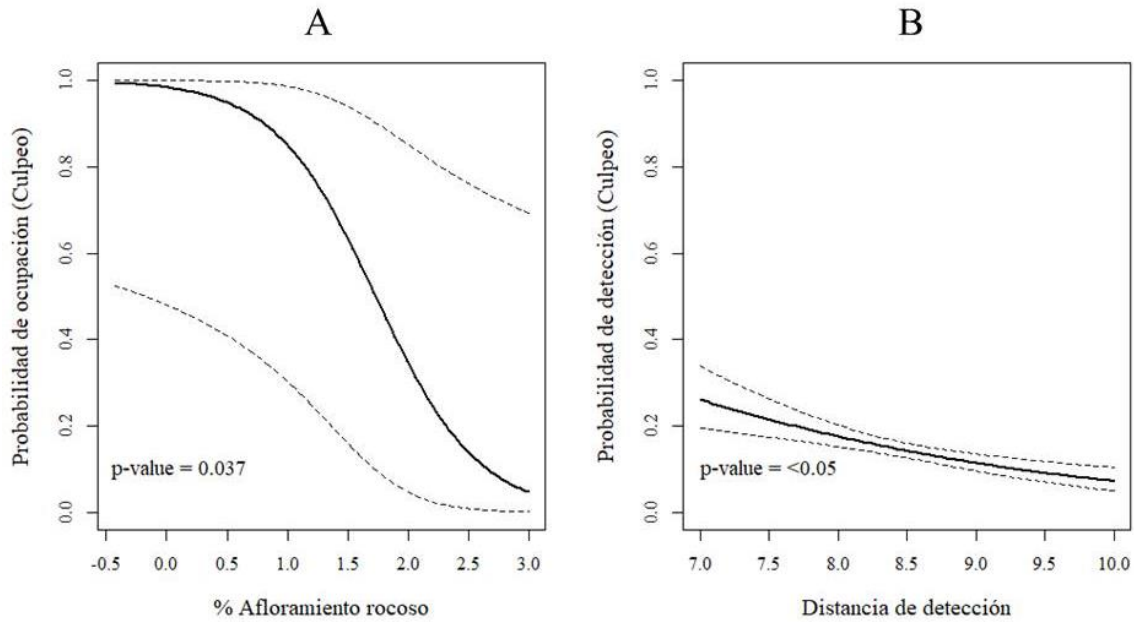 A
Probabilidad de ocupación (Culpeo)
1.0
0.8
0.6
0.4
0.2
0.0
p-value = 0.037
-0.5 0.0 0.5 1.0 1.5 2.0 2.5 3.0
% Afloramiento rocoso
B
Probabilidad de detección (Culpeo)
1.0
0.8
0.6
0.4
0.2
0.0
p-value = <0.05
7.0 7.5 8.0 8.5 9.0 9.5 10.0
Distancia de detección